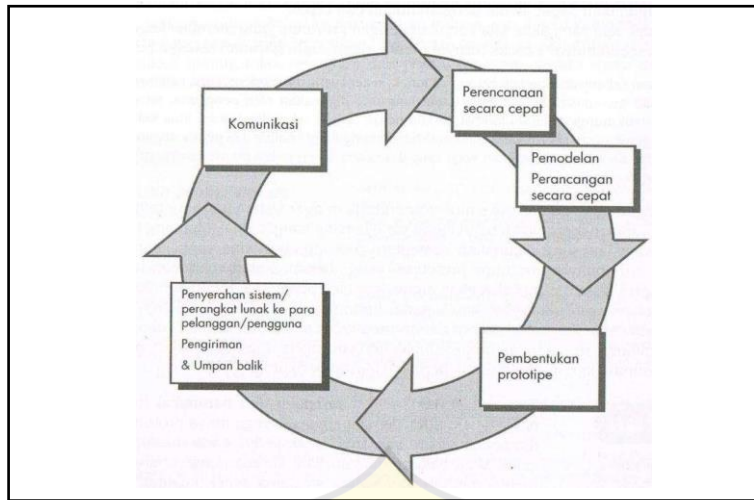 Komunikasi
Perencanaan
secara cepat
Pemodelan
Perancangan
secara cepat
Pembentukan
prototipe
Penyerahan sistem/
perangkat lunak ke para
pelanggan/pengguna
Pengiriman
& Umpan balik